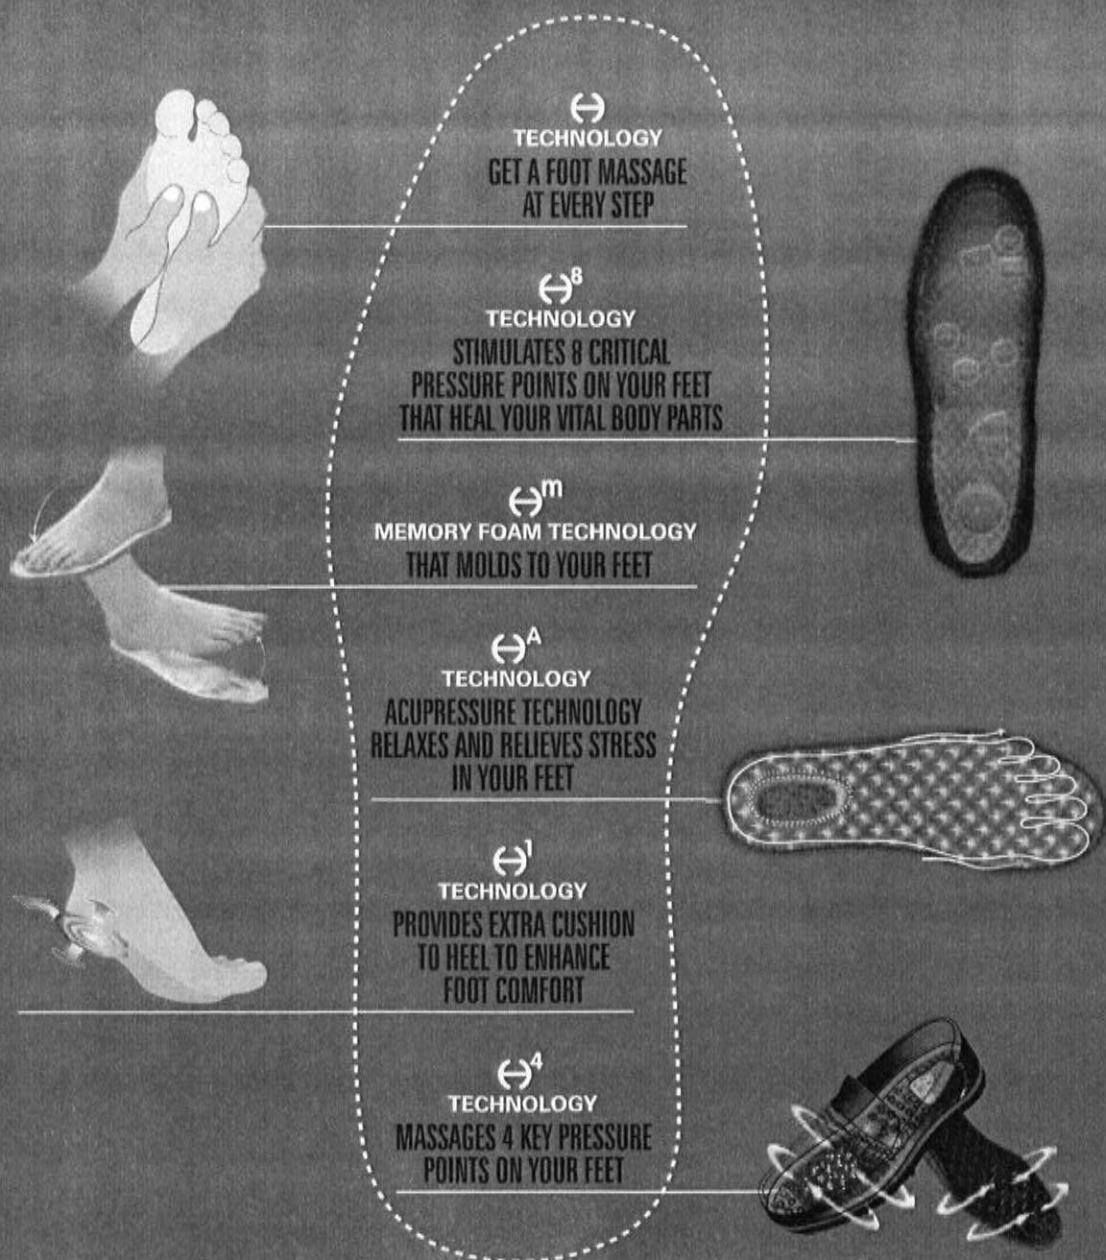 TECHNOLOGY
GET A FOOT MASSAGE
AT EVERY STEP
8
TECHNOLOGY
STIMULATES 8 CRITICAL
PRESSURE POINTS ON YOUR FEET
THAT HEAL YOUR VITAL BODY PARTS
m
MEMORY FOAM TECHNOLOGY
THAT MOLDS TO YOUR FEET
A
TECHNOLOGY
ACUPRESSURE TECHNOLOGY
RELAXES AND RELIEVES STRESS
IN YOUR FEET
1
TECHNOLOGY
PROVIDES EXTRA CUSHION
TO HEEL TO ENHANCE
FOOT COMFORT
4
TECHNOLOGY
MASSAGES 4 KEY PRESSURE
POINTS ON YOUR FEET